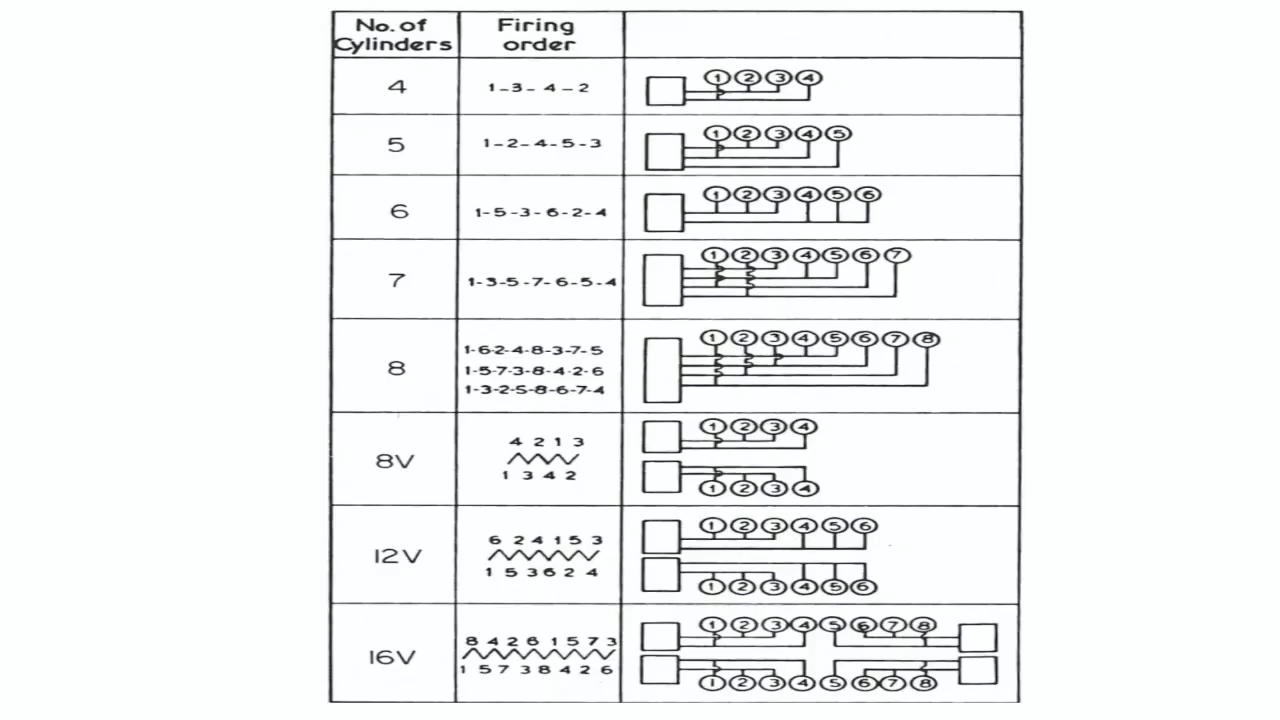 No. of
Cylinders
Firing
order
4
1-3-4-2
1 2 3 4
5
1-2-4-5-3
1 2 3 4 5
6
1-5-3-6-2-4
1 2 3 4 5 6
7
1-3-5-7-6-5-4
1 2 3 4 5 6 7
8
1-6-2-4-8-3-7-5
1-5-7-3-8-4-2-6
1-3-2-5-8-6-7-4
1 2 3 4 5 6 7 8
8V
4 2 1 3
1 3 4 2
1 2 3 4
1 2 3 4
12V
6 2 4 1 5 3
1 5 3 6 2 4
1 2 3 4 5 6
1 2 3 4 5 6
16V
8 4 2 6 1 5 7 3
1 5 7 3 8 4 2 6
1 2 3 4 5 6 7 8
1 2 3 4 5 6 7 8